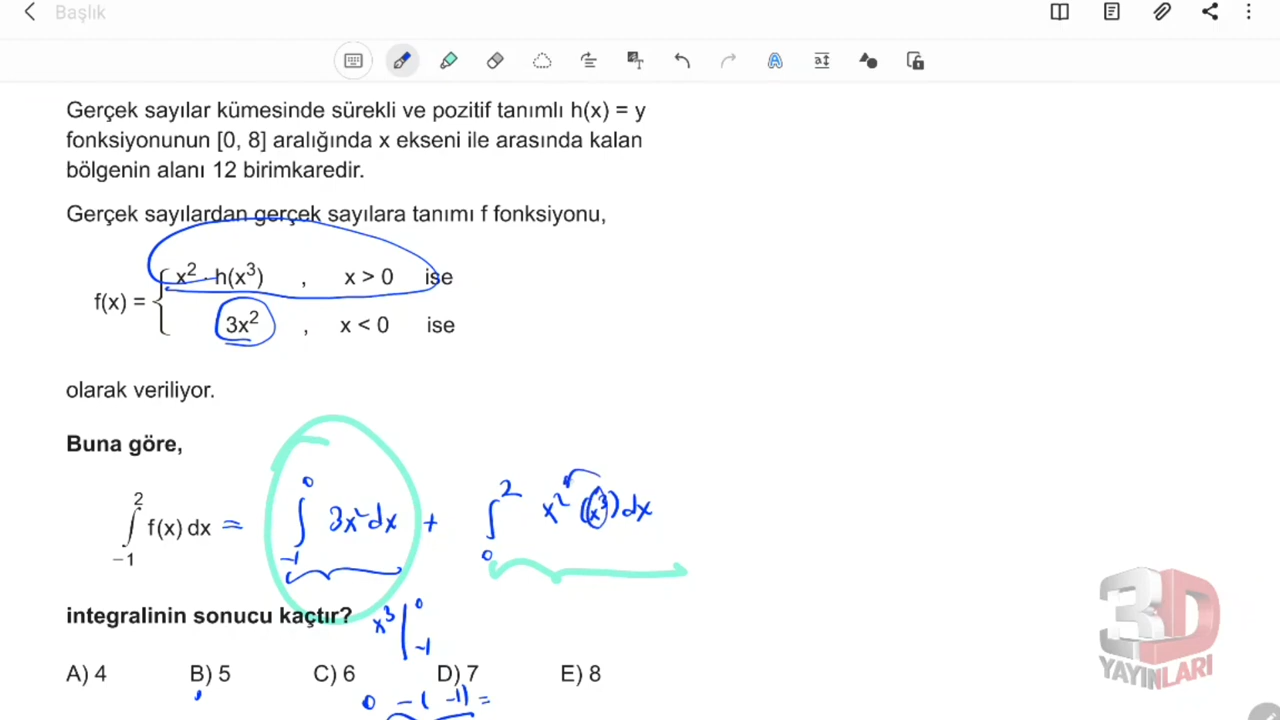 Başlık
Gerçek sayılar kümesinde sürekli ve pozitif tanımlı h(x) = y
fonksiyonunun [0, 8] aralığında x ekseni ile arasında kalan
bölgenin alanı 12 birimkaredir.
Gerçek sayılardan gerçek sayılara tanımı f fonksiyonu,
x² · h(x³) , x > 0 ise
f(x) = {
3x² , x < 0 ise
olarak veriliyor.
Buna göre,
∫₋₁² f(x) dx = ∫₋₁⁰ 3x² dx + ∫₀² x² (x³) dx
integralinin sonucu kaçtır? x³ |₋₁⁰
A) 4 B) 5 C) 6 D) 7 E) 8
0 - ( -1) =
3D
YAYINLARI